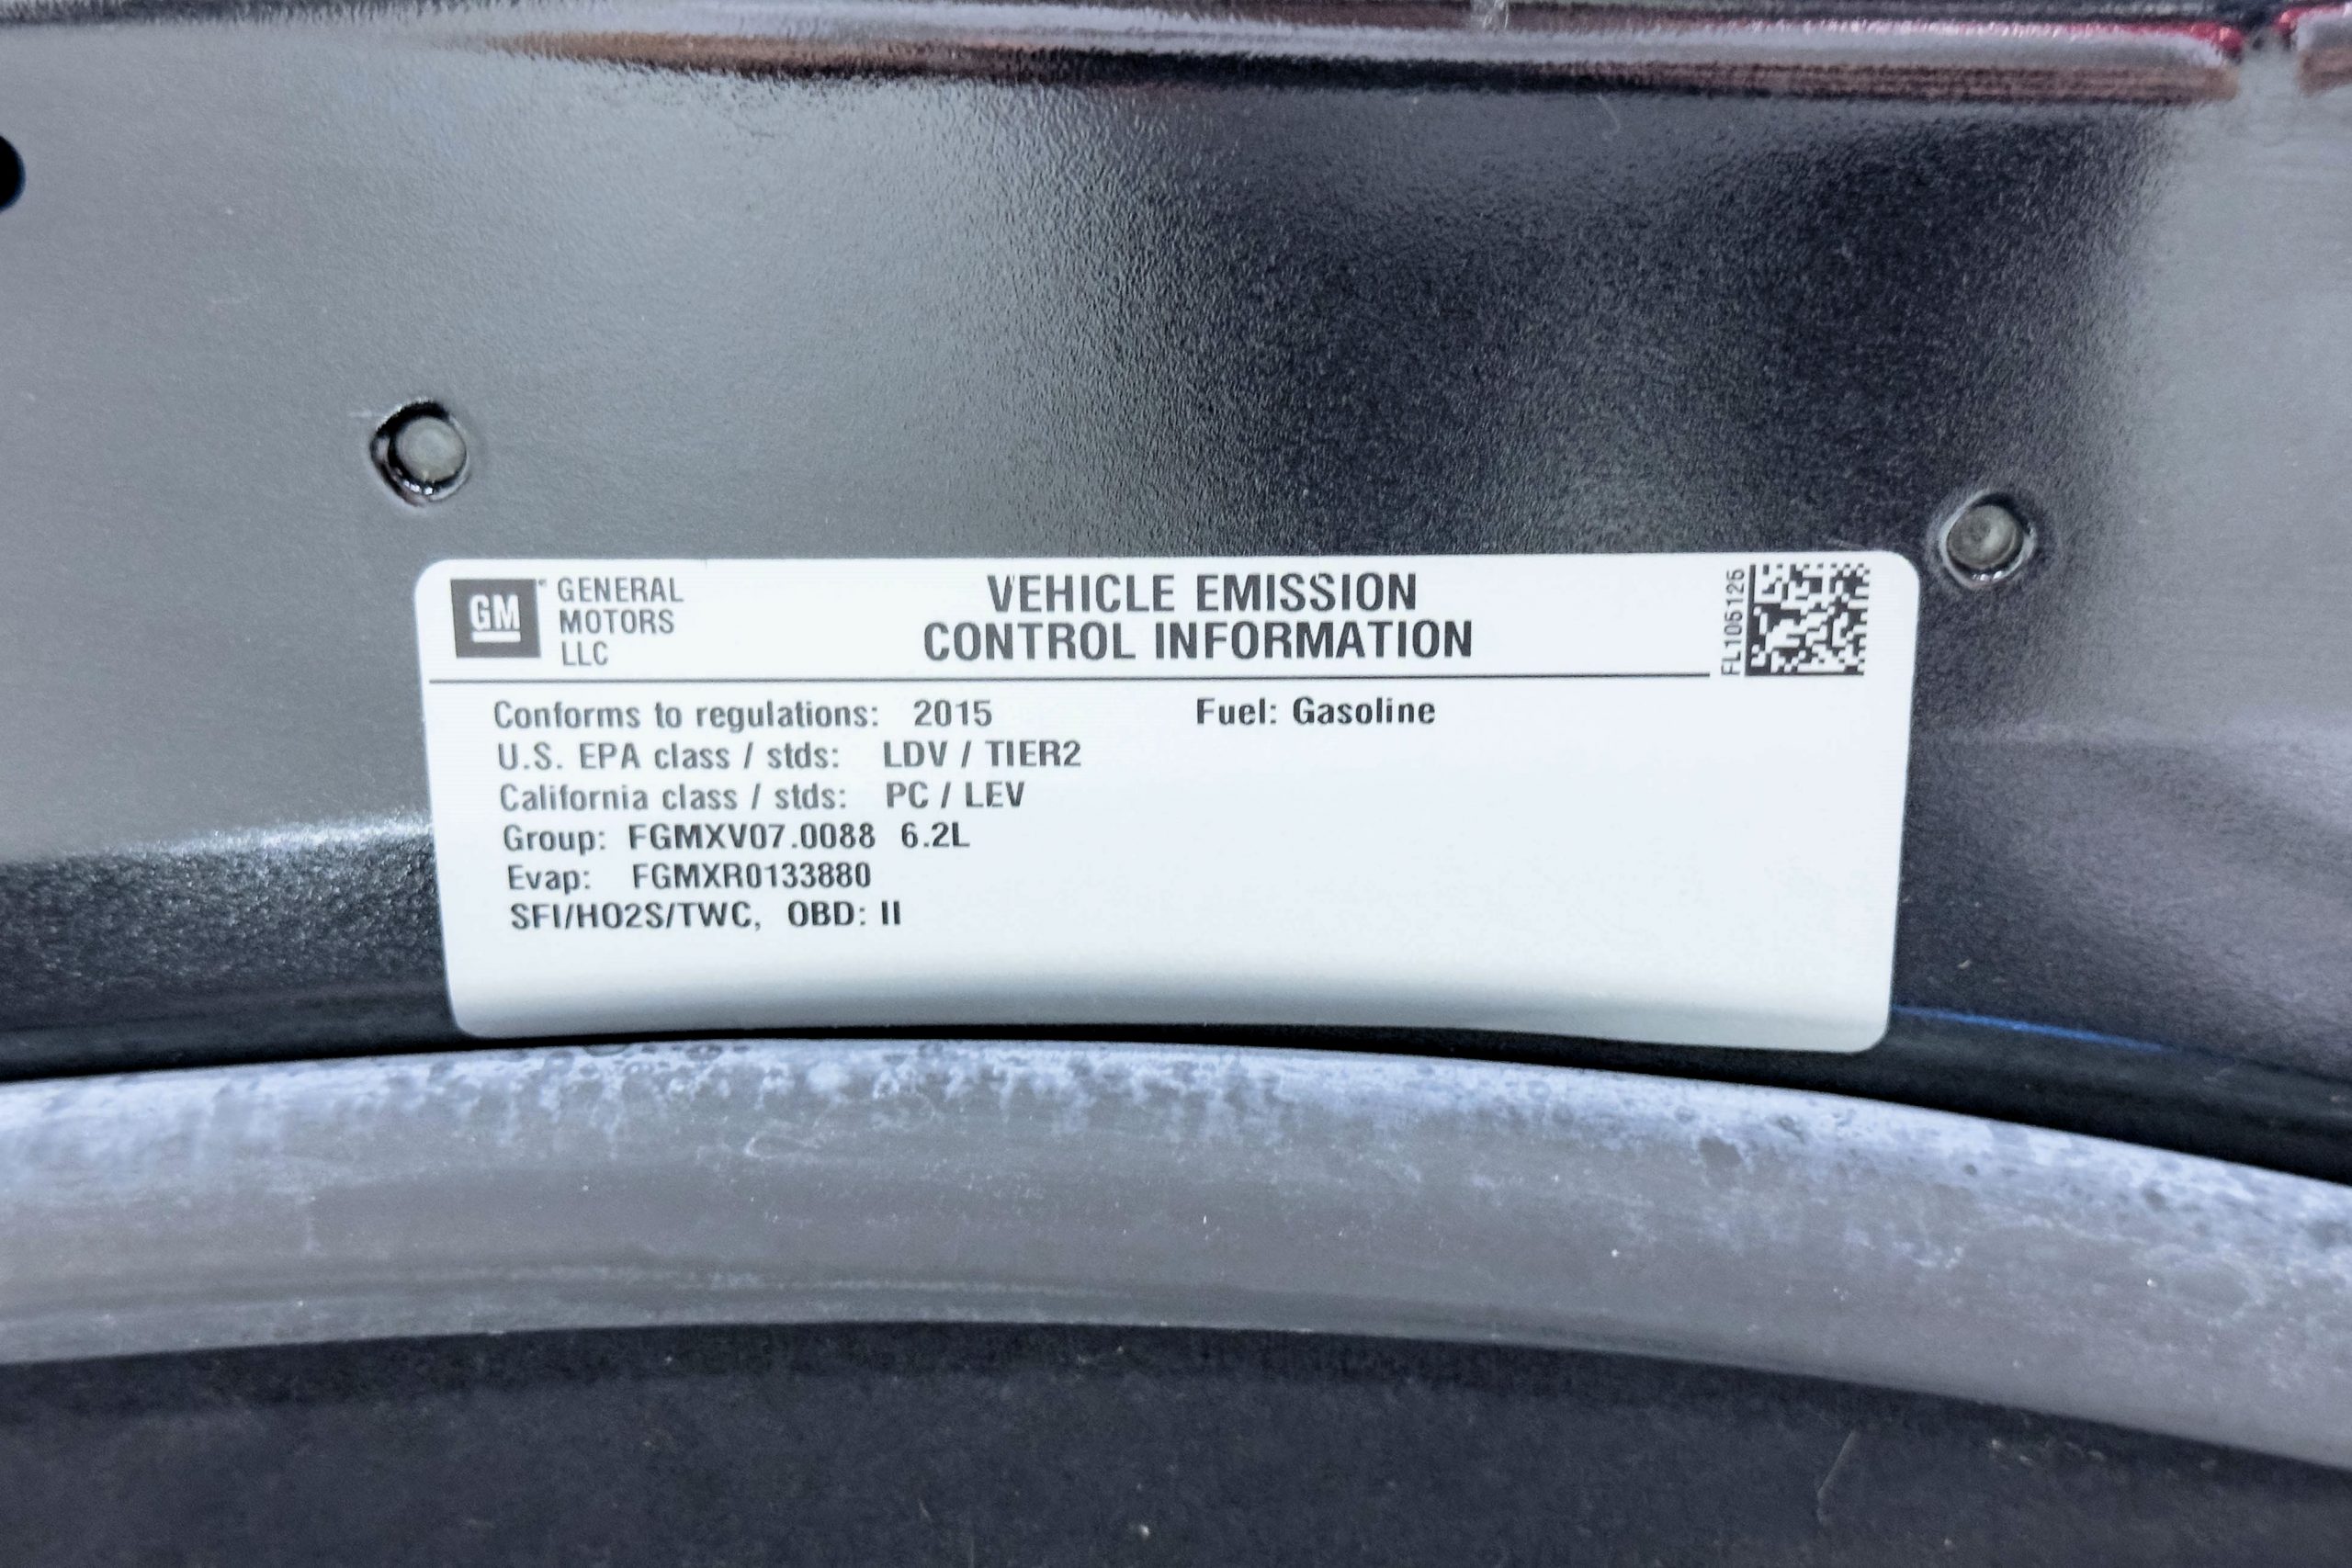 GM GENERAL
MOTORS
LLC
VEHICLE EMISSION
CONTROL INFORMATION
FL105125
Conforms to regulations: 2015 Fuel: Gasoline
U.S. EPA class / stds: LDV / TIER2
California class / stds: PC / LEV
Group: FGMXV07.0088 6.2L
Evap: FGMXR0133880
SFI/HO2S/TWC, OBD: II